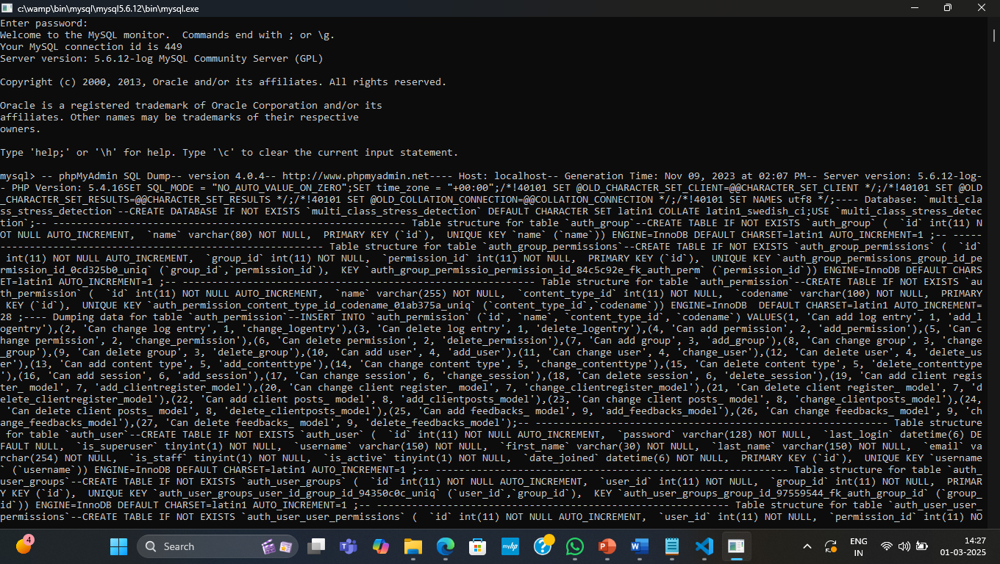 c:\wamp\bin\mysql\mysql5.6.12\bin\mysql.exe
Enter password:
Welcome to the MySQL monitor.  Commands end with ; or \g.
Your MySQL connection id is 449
Server version: 5.6.12-log MySQL Community Server (GPL)
Copyright (c) 2000, 2013, Oracle and/or its affiliates. All rights reserved.
Oracle is a registered trademark of Oracle Corporation and/or its
affiliates. Other names may be trademarks of their respective
owners.
Type 'help;' or '\h' for help. Type '\c' to clear the current input statement.
mysql> -- phpMyAdmin SQL Dump-- version 4.0.4-- http://www.phpmyadmin.net---- Host: localhost-- Generation Time: Nov 09, 2023 at 02:07 PM-- Server version: 5.6.12-log-
- PHP Version: 5.4.16SET SQL_MODE = "NO_AUTO_VALUE_ON_ZERO";SET time_zone = "+00:00";/*!40101 SET @OLD_CHARACTER_SET_CLIENT=@@CHARACTER_SET_CLIENT */;/*!40101 SET @OLD
_CHARACTER_SET_RESULTS=@@CHARACTER_SET_RESULTS */;/*!40101 SET @OLD_COLLATION_CONNECTION=@@COLLATION_CONNECTION */;/*!40101 SET NAMES utf8 */;---- Database: `multi_cla
ss_stress_detection`--CREATE DATABASE IF NOT EXISTS `multi_class_stress_detection` DEFAULT CHARACTER SET latin1 COLLATE latin1_swedish_ci;USE `multi_class_stress_detec
tion`;-- -------------------------------------------------------- Table structure for table `auth_group`--CREATE TABLE IF NOT EXISTS `auth_group` (  `id` int(11) N
OT NULL AUTO_INCREMENT,  `name` varchar(80) NOT NULL,  PRIMARY KEY (`id`),  UNIQUE KEY `name` (`name`)) ENGINE=InnoDB DEFAULT CHARSET=latin1 AUTO_INCREMENT=1 ;-- -----
------------------------------------------------------- Table structure for table `auth_group_permissions`--CREATE TABLE IF NOT EXISTS `auth_group_permissions` (  `id`
 int(11) NOT NULL AUTO_INCREMENT,  `group_id` int(11) NOT NULL,  `permission_id` int(11) NOT NULL,  PRIMARY KEY (`id`),  UNIQUE KEY `auth_group_permissions_group_id_pe
rmission_id_0cd325b0_uniq` (`group_id`,`permission_id`),  KEY `auth_group_permissio_permission_id_84c5c92e_fk_auth_perm` (`permission_id`)) ENGINE=InnoDB DEFAULT CHARS
ET=latin1 AUTO_INCREMENT=1 ;-- ------------------------------------------------------------ Table structure for table `auth_permission`--CREATE TABLE IF NOT EXISTS `au
th_permission` (  `id` int(11) NOT NULL AUTO_INCREMENT,  `name` varchar(255) NOT NULL,  `content_type_id` int(11) NOT NULL,  `codename` varchar(100) NOT NULL,  PRIMARY
 KEY (`id`),  UNIQUE KEY `auth_permission_content_type_id_codename_01ab375a_uniq` (`content_type_id`,`codename`)) ENGINE=InnoDB  DEFAULT CHARSET=latin1 AUTO_INCREMENT=
28 ;---- Dumping data for table `auth_permission`--INSERT INTO `auth_permission` (`id`, `name`, `content_type_id`, `codename`) VALUES(1, 'Can add log entry', 1, 'add_l
ogentry'),(2, 'Can change log entry', 1, 'change_logentry'),(3, 'Can delete log entry', 1, 'delete_logentry'),(4, 'Can add permission', 2, 'add_permission'),(5, 'Can c
hange permission', 2, 'change_permission'),(6, 'Can delete permission', 2, 'delete_permission'),(7, 'Can add group', 3, 'add_group'),(8, 'Can change group', 3, 'change
_group'),(9, 'Can delete group', 3, 'delete_group'),(10, 'Can add user', 4, 'add_user'),(11, 'Can change user', 4, 'change_user'),(12, 'Can delete user', 4, 'delete_us
er'),(13, 'Can add content type', 5, 'add_contenttype'),(14, 'Can change content type', 5, 'change_contenttype'),(15, 'Can delete content type', 5, 'delete_contenttype
'),(16, 'Can add session', 6, 'add_session'),(17, 'Can change session', 6, 'change_session'),(18, 'Can delete session', 6, 'delete_session'),(19, 'Can add client regis
ter_ model', 7, 'add_clientregister_model'),(20, 'Can change client register_ model', 7, 'change_clientregister_model'),(21, 'Can delete client register_ model', 7, 'd
elete_clientregister_model'),(22, 'Can add client posts_ model', 8, 'add_clientposts_model'),(23, 'Can change client posts_ model', 8, 'change_clientposts_model'),(24,
 'Can delete client posts_ model', 8, 'delete_clientposts_model'),(25, 'Can add feedbacks_ model', 9, 'add_feedbacks_model'),(26, 'Can change feedbacks_ model', 9, 'ch
ange_feedbacks_model'),(27, 'Can delete feedbacks_ model', 9, 'delete_feedbacks_model');-- ------------------------------------------------------------ Table structure
 for table `auth_user`--CREATE TABLE IF NOT EXISTS `auth_user` (  `id` int(11) NOT NULL AUTO_INCREMENT,  `password` varchar(128) NOT NULL,  `last_login` datetime(6) DE
FAULT NULL,  `is_superuser` tinyint(1) NOT NULL,  `username` varchar(150) NOT NULL,  `first_name` varchar(30) NOT NULL,  `last_name` varchar(150) NOT NULL,  `email` va
rchar(254) NOT NULL,  `is_staff` tinyint(1) NOT NULL,  `is_active` tinyint(1) NOT NULL,  `date_joined` datetime(6) NOT NULL,  PRIMARY KEY (`id`),  UNIQUE KEY `username
` (`username`)) ENGINE=InnoDB DEFAULT CHARSET=latin1 AUTO_INCREMENT=1 ;-- ------------------------------------------------------------ Table structure for table `auth_
user_groups`--CREATE TABLE IF NOT EXISTS `auth_user_groups` (  `id` int(11) NOT NULL AUTO_INCREMENT,  `user_id` int(11) NOT NULL,  `group_id` int(11) NOT NULL,  PRIMAR
Y KEY (`id`),  UNIQUE KEY `auth_user_groups_user_id_group_id_94350c0c_uniq` (`user_id`,`group_id`),  KEY `auth_user_groups_group_id_97559544_fk_auth_group_id` (`group_
id`)) ENGINE=InnoDB DEFAULT CHARSET=latin1 AUTO_INCREMENT=1 ;-- ------------------------------------------------------------ Table structure for table `auth_user_user_
permissions`--CREATE TABLE IF NOT EXISTS `auth_user_user_permissions` (  `id` int(11) NOT NULL AUTO_INCREMENT,  `user_id` int(11) NOT NULL,  `permission_id` int(11) NO
4
Search
myhp
ENG
IN
14:27
01-03-2025